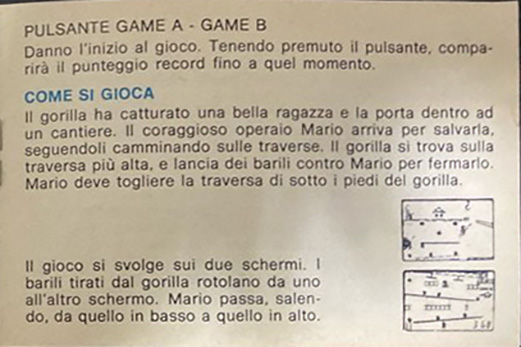 PULSANTE GAME A - GAME B
Danno l'inizio al gioco. Tenendo premuto il pulsante, compa-
rirà il punteggio record fino a quel momento.
COME SI GIOCA
Il gorilla ha catturato una bella ragazza e la porta dentro ad
un cantiere. Il coraggioso operaio Mario arriva per salvarla,
seguendoli camminando sulle traverse. Il gorilla si trova sulla
traversa più alta, e lancia dei barili contro Mario per fermarlo.
Mario deve togliere la traversa di sotto i piedi del gorilla.
Il gioco si svolge sui due schermi. I
barili tirati dal gorilla rotolano da uno
all'altro schermo. Mario passa, salen-
do, da quello in basso a quello in alto.